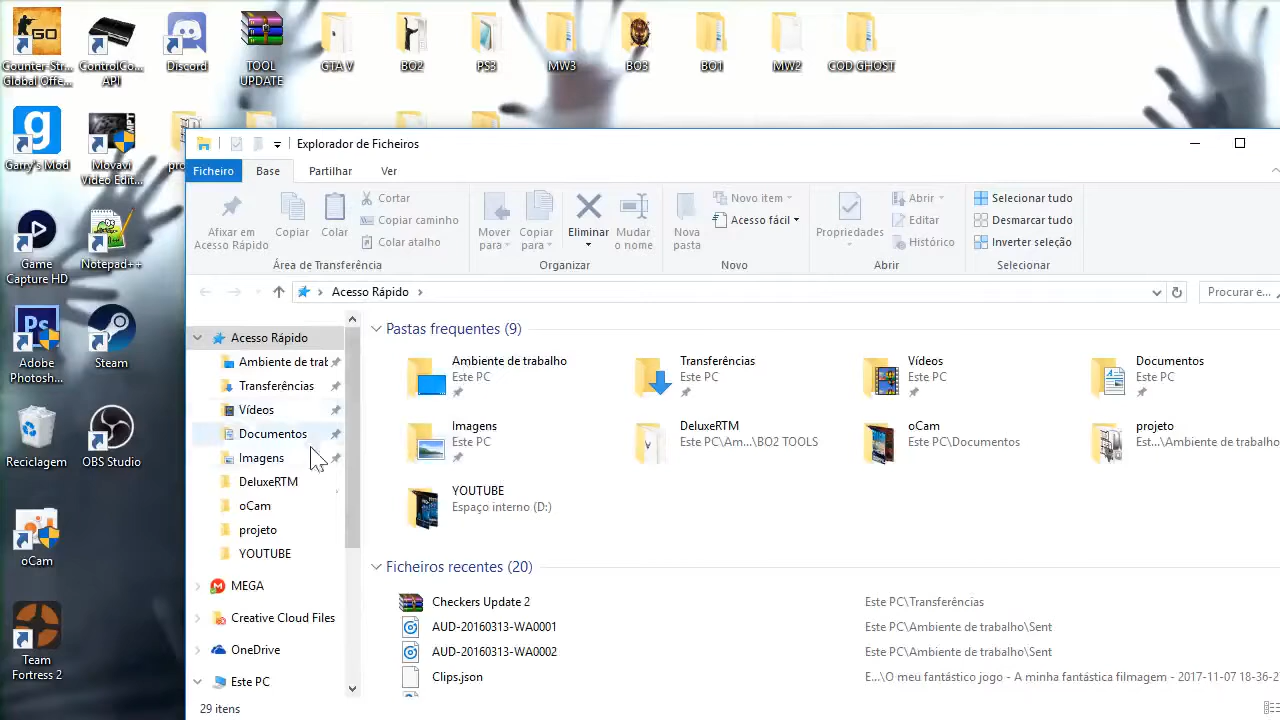 Counter-Str...
Global Offe...
ControlCo...
API
Discord
TOOL
UPDATE
GTA V
BO2
PS3
MW3
BO3
BO1
MW2
COD GHOST
Garry's Mod
Movavi
Video Edit...
Game
Capture HD
Notepad++
Adobe
Photosh...
Steam
Reciclagem
OBS Studio
oCam
Team
Fortress 2
Explorador de Ficheiros
Ficheiro
Base
Partilhar
Ver
Afixar em
Acesso Rápido
Copiar
Colar
Cortar
Copiar caminho
Colar atalho
Área de Transferência
Mover
para
Copiar
para
Eliminar
Mudar
o nome
Organizar
Nova
pasta
Novo item
Acesso fácil
Novo
Propriedades
Abrir
Editar
Histórico
Abrir
Selecionar tudo
Desmarcar tudo
Inverter seleção
Selecionar
Acesso Rápido
Procurar e...
Acesso Rápido
Ambiente de trab
Transferências
Vídeos
Documentos
Imagens
DeluxeRTM
oCam
projeto
YOUTUBE
MEGA
Creative Cloud Files
OneDrive
Este PC
Pastas frequentes (9)
Ambiente de trabalho
Este PC
Transferências
Este PC
Vídeos
Este PC
Documentos
Este PC
Imagens
Este PC
DeluxeRTM
Este PC\Am...\BO2 TOOLS
oCam
Este PC\Documentos
projeto
Est...\Ambiente de trabalho
YOUTUBE
Espaço interno (D:)
Ficheiros recentes (20)
Checkers Update 2
Este PC\Transferências
AUD-20160313-WA0001
Este PC\Ambiente de trabalho\Sent
AUD-20160313-WA0002
Este PC\Ambiente de trabalho\Sent
Clips.json
E...\O meu fantástico jogo - A minha fantástica filmagem - 2017-11-07 18-36-2
29 itens